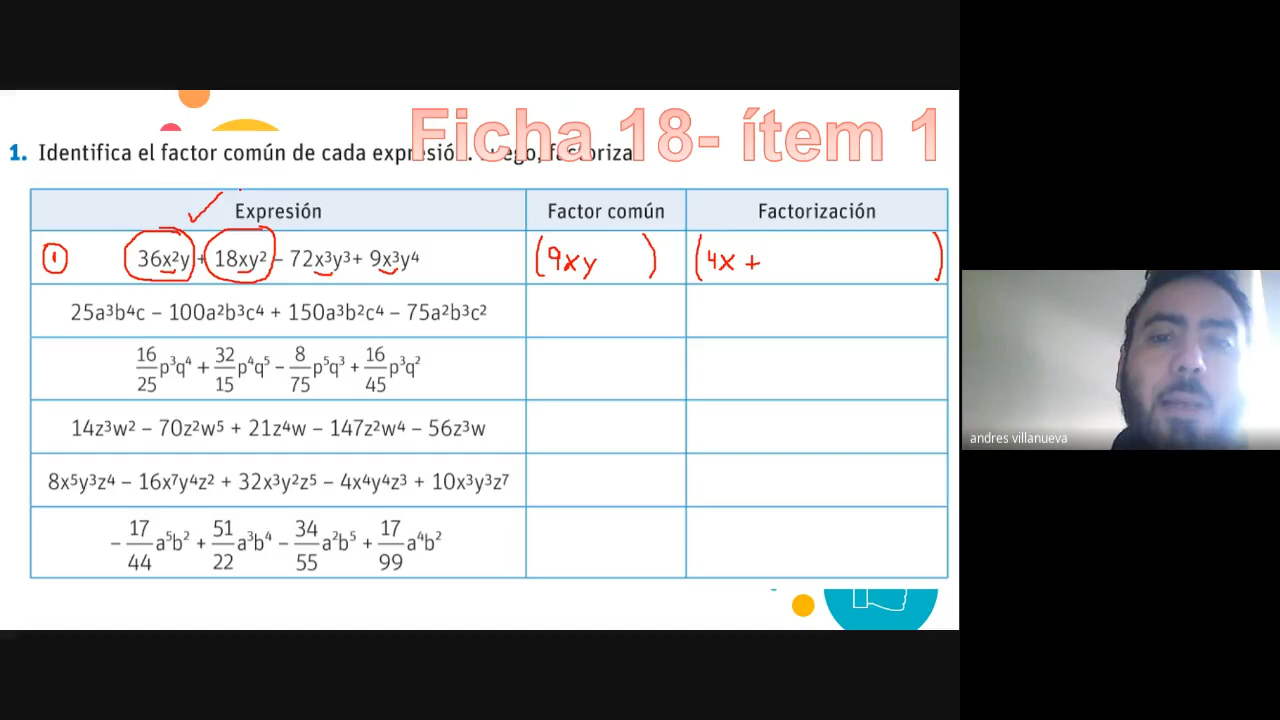 Ficha 18- ítem 1
1. Identifica el factor común de cada expresió. ego, factoriza
Expresión Factor común Factorización
① 36x²y + 18xy² – 72x³y³ + 9x³y⁴ (9xy ) (4x + )
25a³b⁴c – 100a²b³c⁴ + 150a³b²c⁴ – 75a²b³c²
16/25 p³q⁴ + 32/15 p⁴q⁵ – 8/75 p⁵q³ + 16/45 p³q²
14z³w² – 70z²w⁵ + 21z⁴w – 147z²w⁴ – 56z³w
8x⁵y³z⁴ – 16x⁷y⁴z² + 32x³y²z⁵ – 4x⁴y⁴z³ + 10x³y³z⁷
– 17/44 a⁵b² + 51/22 a³b⁴ – 34/55 a²b⁵ + 17/99 a⁴b²
andres villanueva